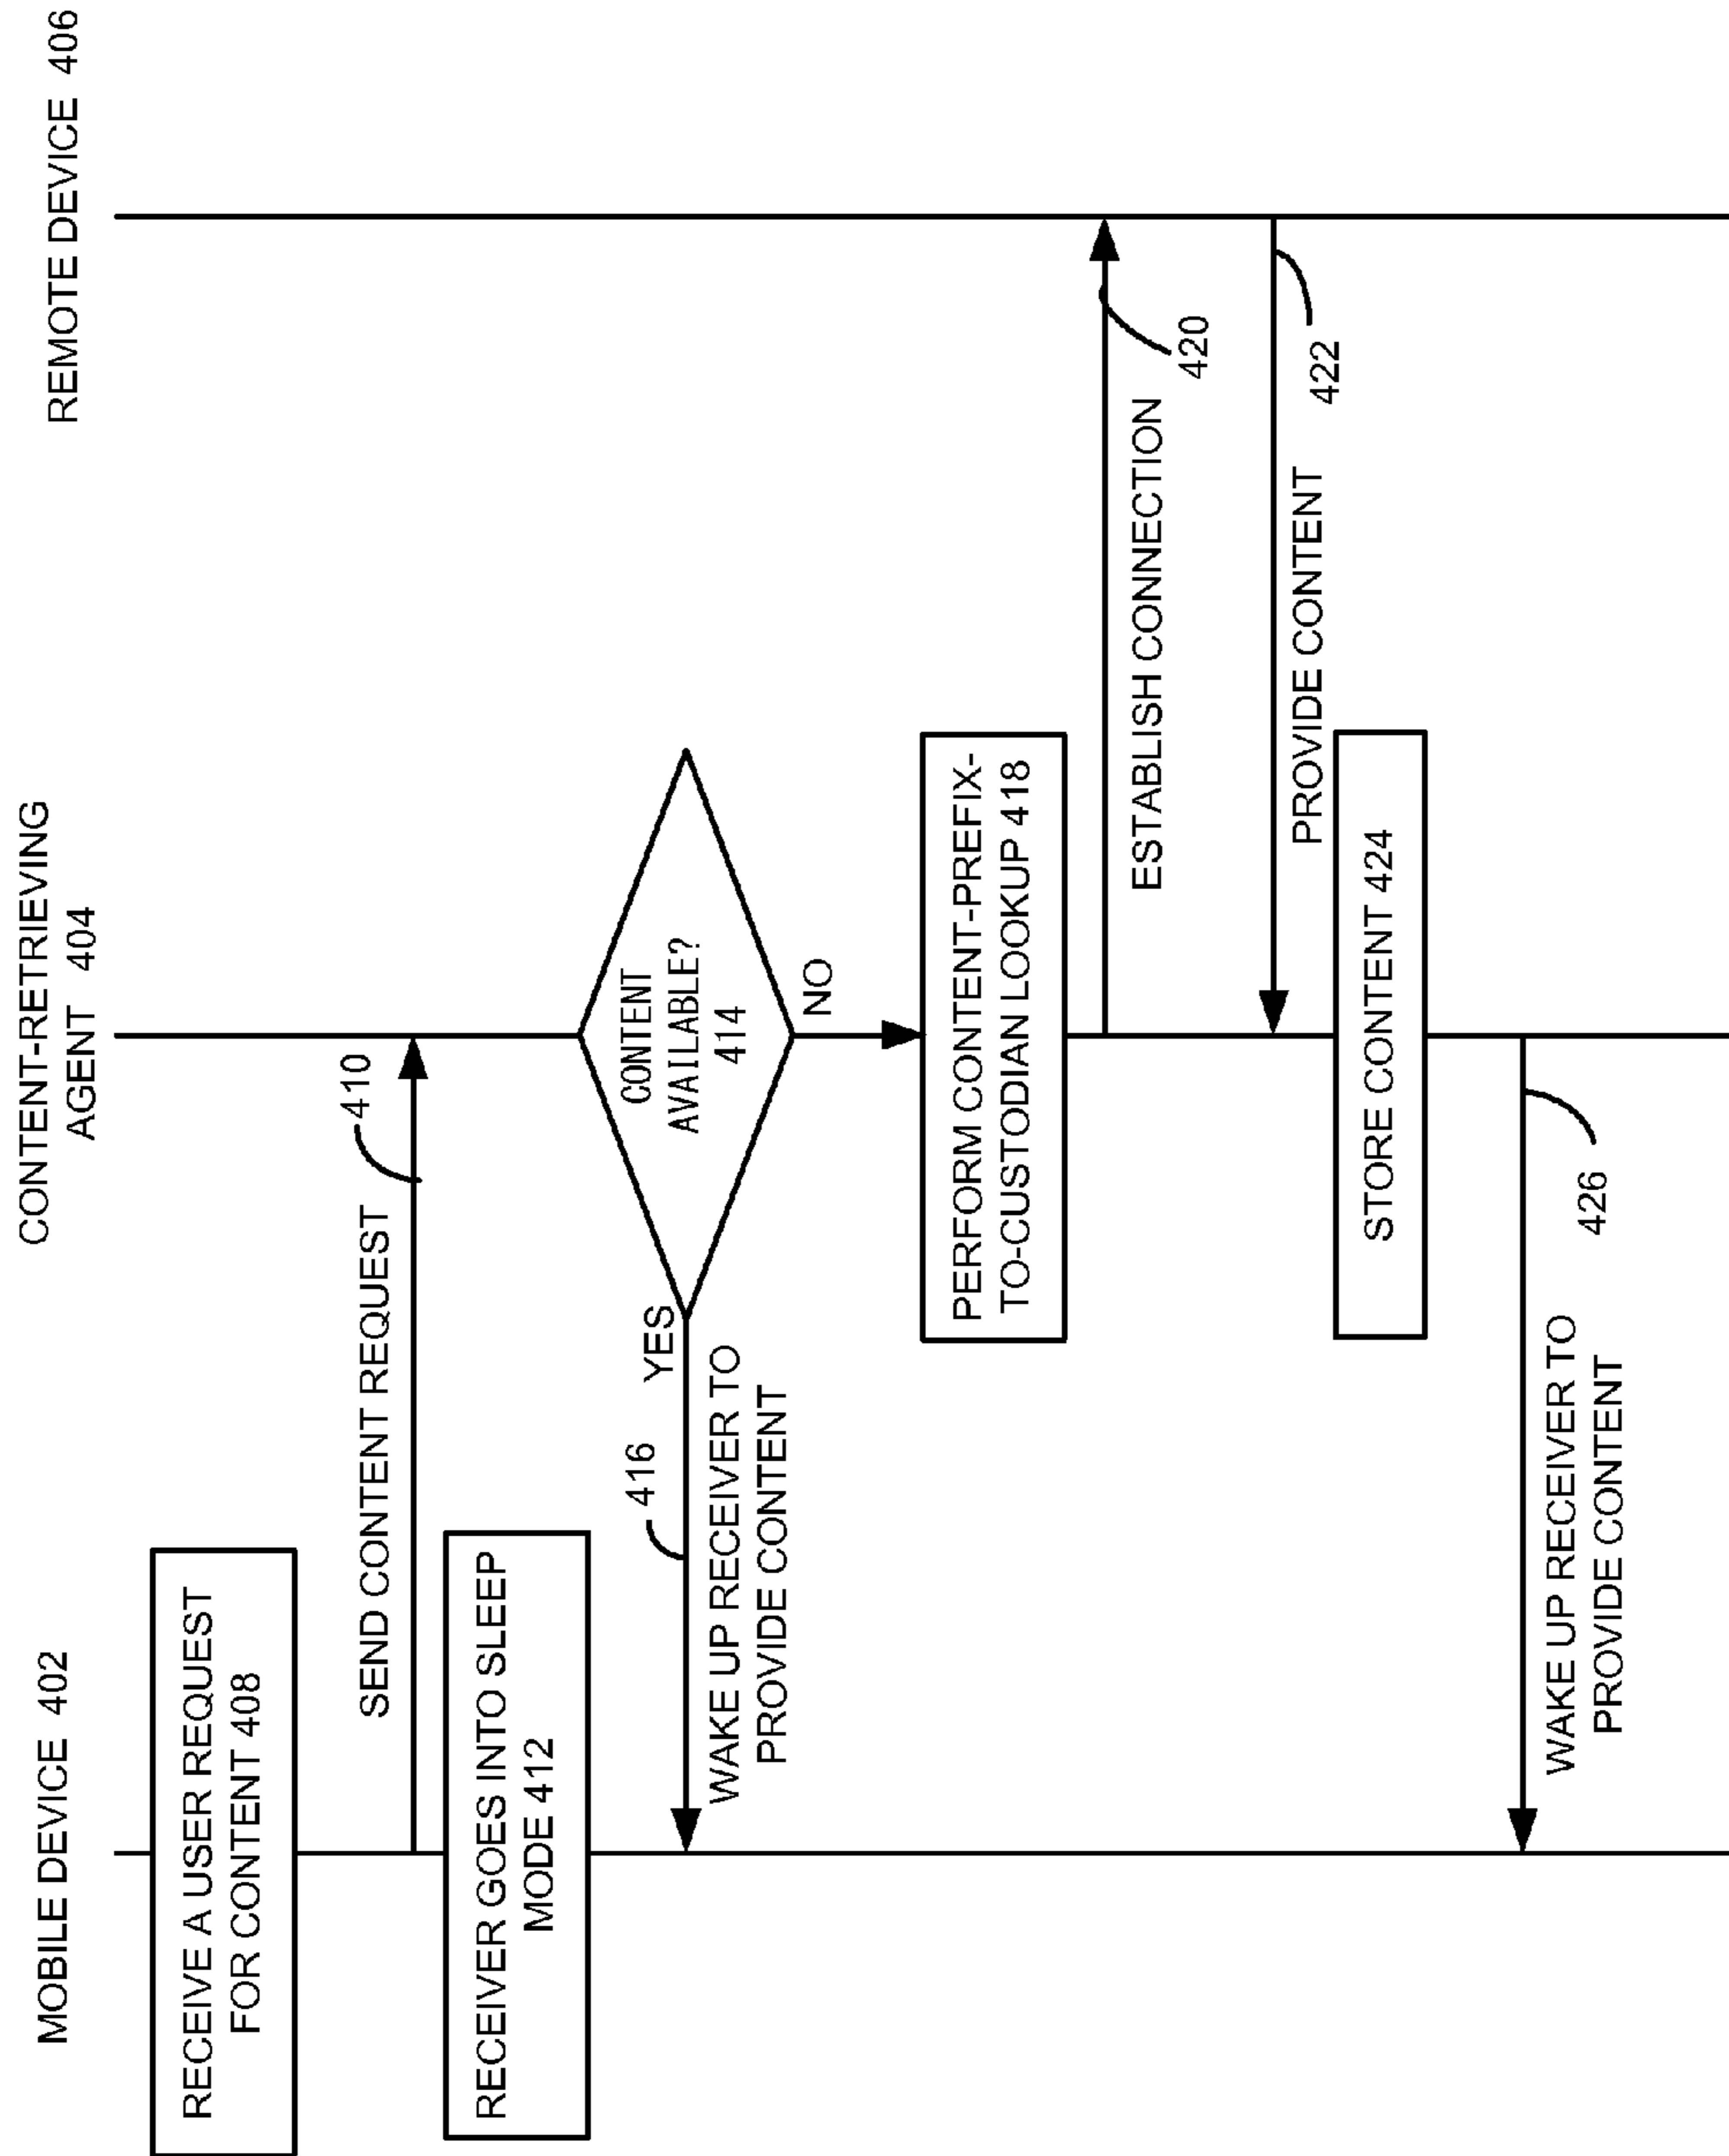 MOBILE DEVICE 402
CONTENT-RETRIEVING
AGENT 404
REMOTE DEVICE 406
RECEIVE A USER REQUEST
FOR CONTENT 408
SEND CONTENT REQUEST
410
RECEIVER GOES INTO SLEEP
MODE 412
CONTENT
AVAILABLE?
414
YES
416
WAKE UP RECEIVER TO
PROVIDE CONTENT
NO
PERFORM CONTENT-PREFIX-
TO-CUSTODIAN LOOKUP 418
ESTABLISH CONNECTION
420
PROVIDE CONTENT
422
STORE CONTENT 424
WAKE UP RECEIVER TO
PROVIDE CONTENT
426